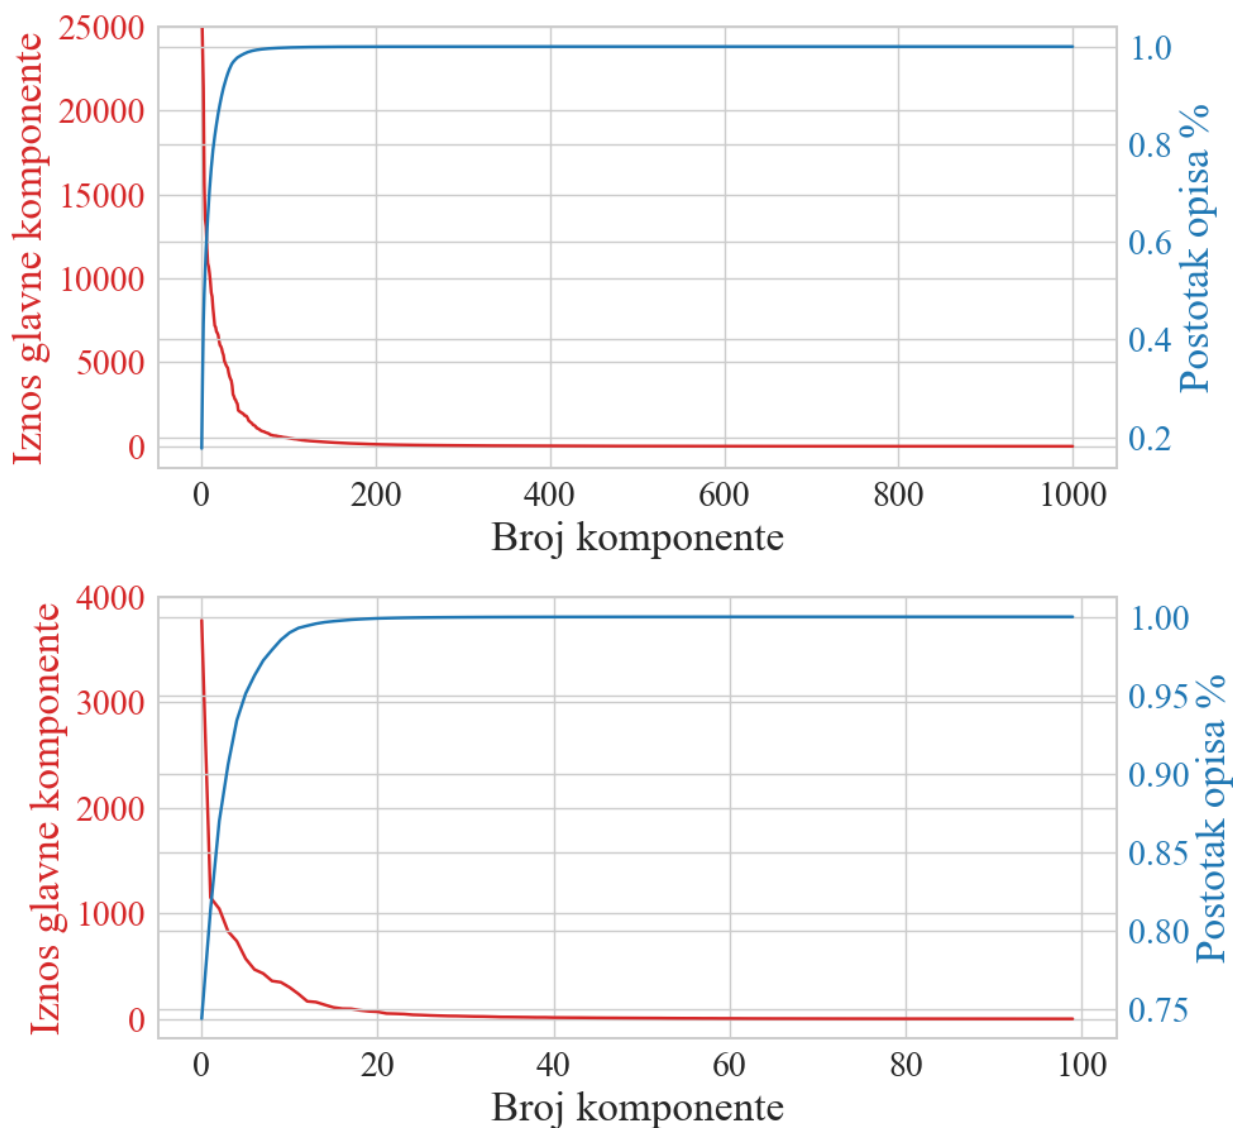 Iznos glavne komponente
25000
20000
15000
10000
5000
0
1.0
0.8
0.6
0.4
0.2
Postotak opisa %
0 200 400 600 800 1000
Broj komponente
Iznos glavne komponente
4000
3000
2000
1000
0
1.00
0.95
0.90
0.85
0.80
0.75
Postotak opisa %
0 20 40 60 80 100
Broj komponente